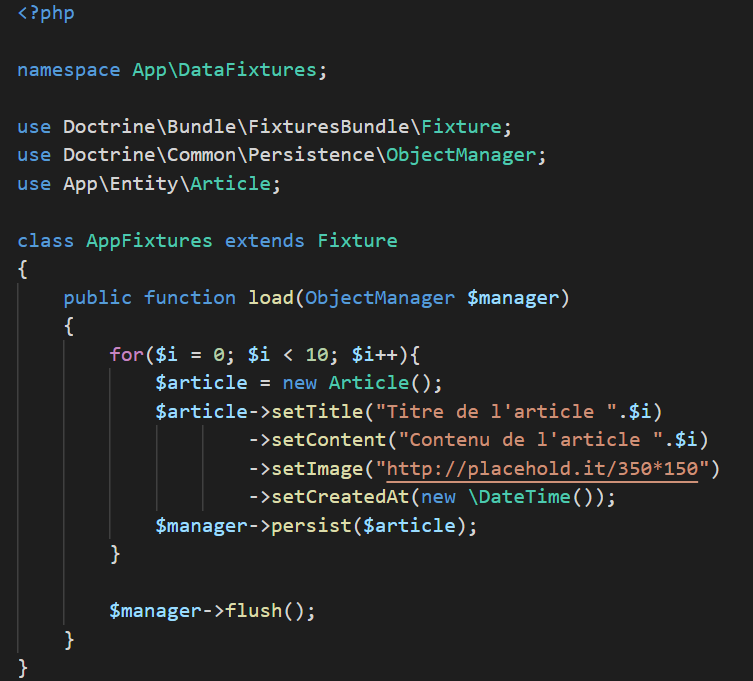 <?php
namespace App\DataFixtures;
use Doctrine\Bundle\FixturesBundle\Fixture;
use Doctrine\Common\Persistence\ObjectManager;
use App\Entity\Article;
class AppFixtures extends Fixture
{
    public function load(ObjectManager $manager)
    {
        for($i = 0; $i < 10; $i++){
            $article = new Article();
            $article->setTitle("Titre de l'article ".$i)
                    ->setContent("Contenu de l'article ".$i)
                    ->setImage("http://placehold.it/350*150")
                    ->setCreatedAt(new \DateTime());
            $manager->persist($article);
        }
        $manager->flush();
    }
}